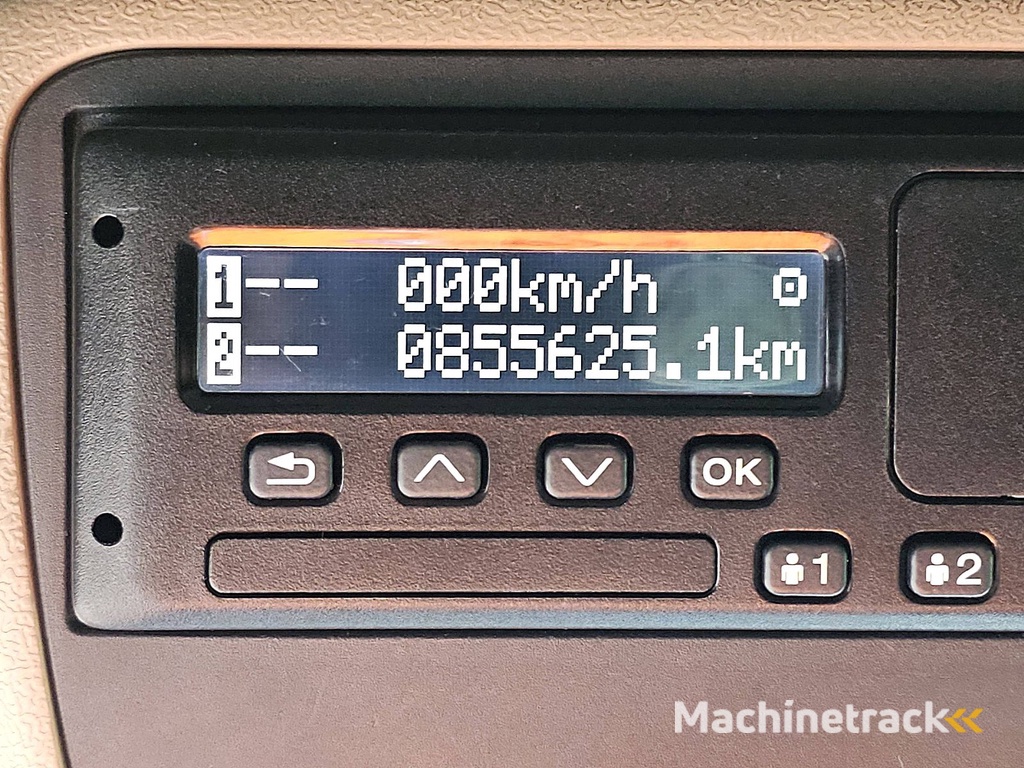 1-- 000km/h
2-- 0855625.1km
OK
1 2
Machinetrack